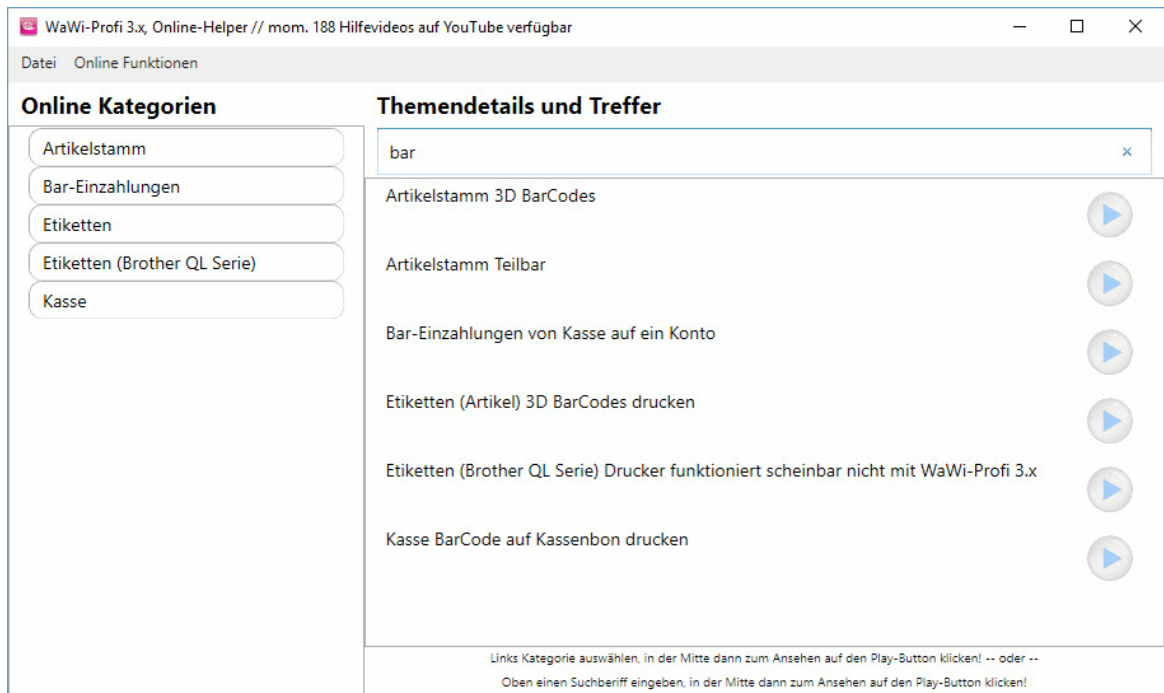 WaWi-Profi 3.x, Online-Helper // mom. 188 Hilfevideos auf YouTube verfügbar
Datei Online Funktionen
Online Kategorien
Artikelstamm
Bar-Einzahlungen
Etiketten
Etiketten (Brother QL Serie)
Kasse
Themendetails und Treffer
bar
Artikelstamm 3D BarCodes
Artikelstamm Teilbar
Bar-Einzahlungen von Kasse auf ein Konto
Etiketten (Artikel) 3D BarCodes drucken
Etiketten (Brother QL Serie) Drucker funktioniert scheinbar nicht mit WaWi-Profi 3.x
Kasse BarCode auf Kassenbon drucken
Links Kategorie auswählen, in der Mitte dann zum Ansehen auf den Play-Button klicken! -- oder --
Oben einen Suchberiff eingeben, in der Mitte dann zum Ansehen auf den Play-Button klicken!